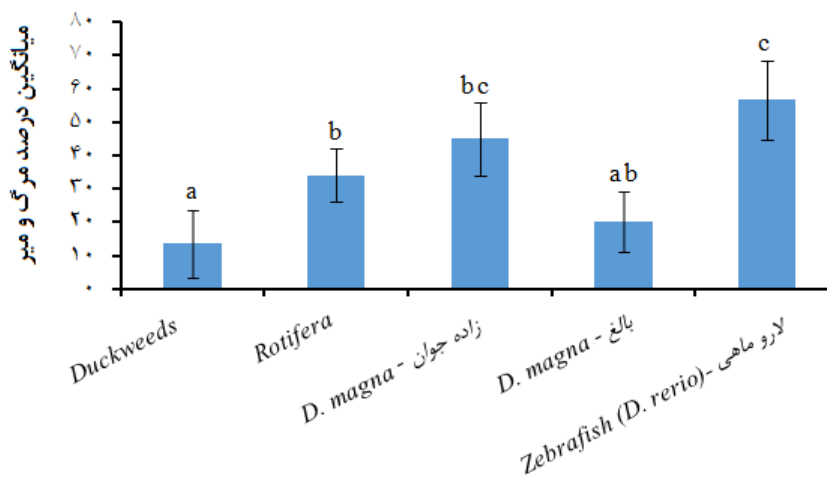 میانگین درصد مرگ و میر
۸۰
۷۰
۶۰
۵۰
۴۰
۳۰
۲۰
۱۰
۰
a
b
bc
ab
c
Duckweeds
Rotifera
D. magna - زاده جوان
D. magna - بالغ
Zebrafish (D. rerio)- لارو ماهی